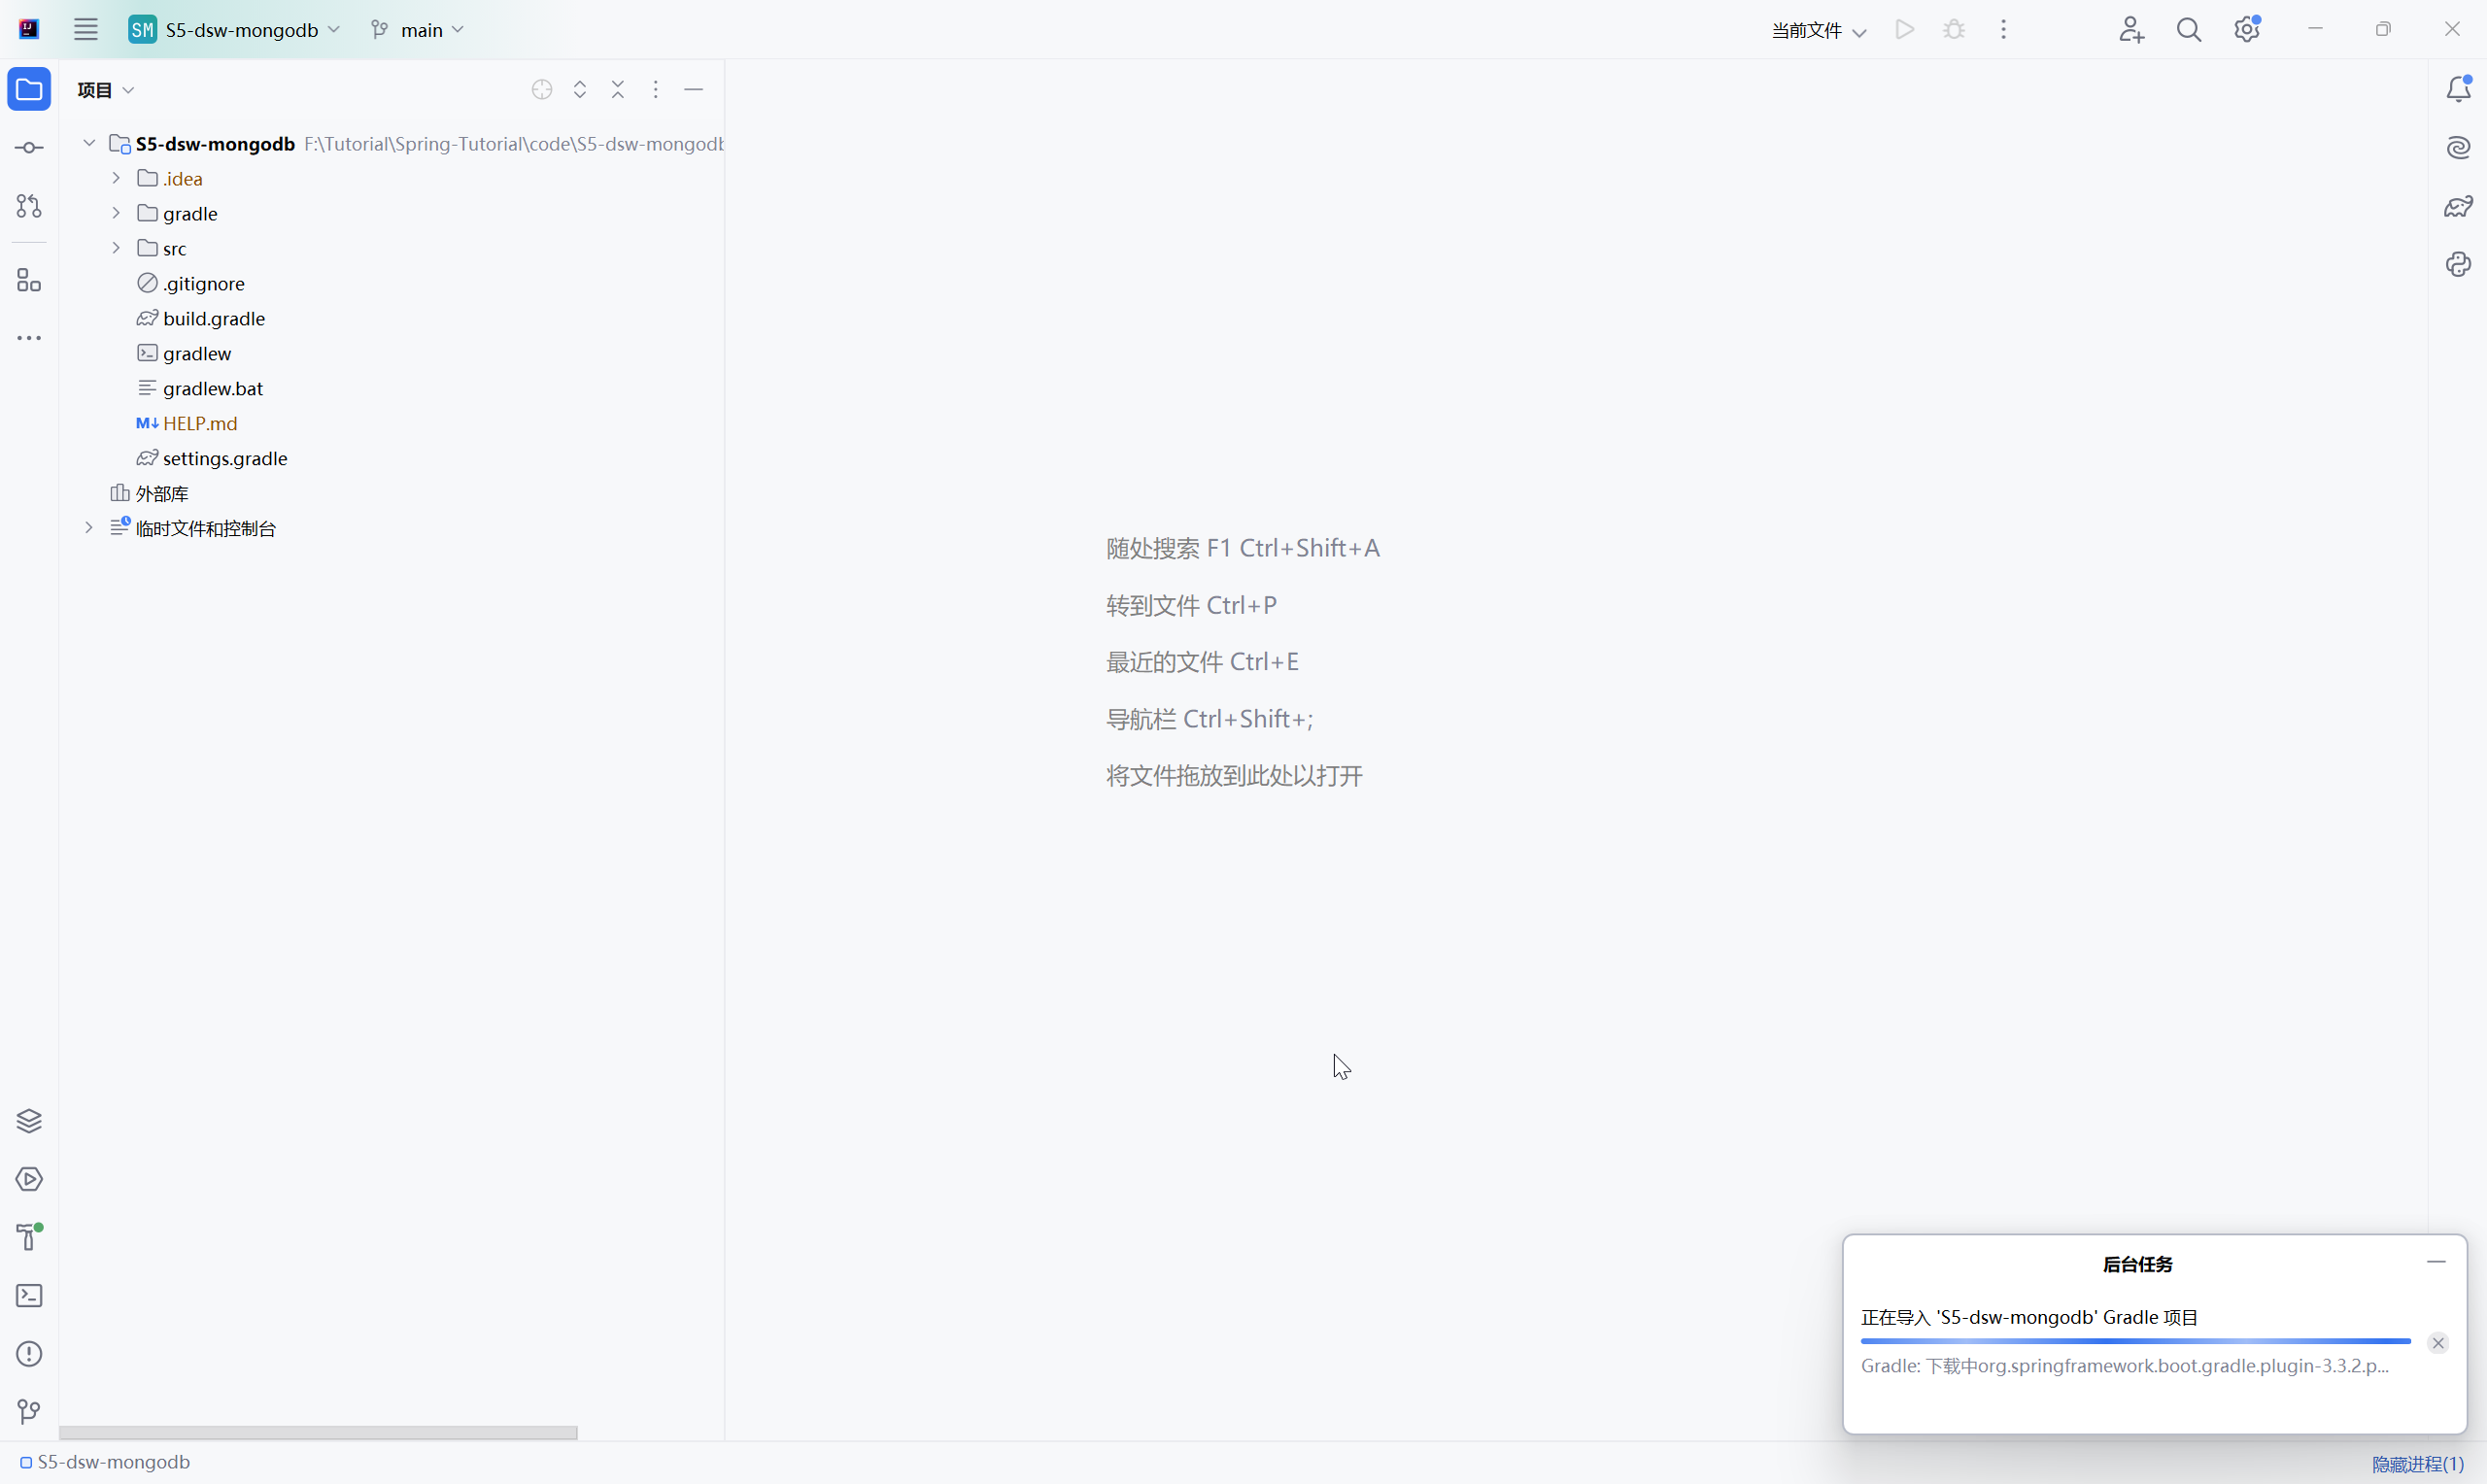 SM S5-dsw-mongodb main 当前文件
项目
S5-dsw-mongodb F:\Tutorial\Spring-Tutorial\code\S5-dsw-mongodb
.idea
gradle
src
.gitignore
build.gradle
gradlew
gradlew.bat
M↓ HELP.md
settings.gradle
外部库
临时文件和控制台
随处搜索 F1 Ctrl+Shift+A
转到文件 Ctrl+P
最近的文件 Ctrl+E
导航栏 Ctrl+Shift+;
将文件拖放到此处以打开
后台任务
正在导入 'S5-dsw-mongodb' Gradle 项目
Gradle: 下载中org.springframework.boot.gradle.plugin-3.3.2.p...
S5-dsw-mongodb 隐藏进程(1)